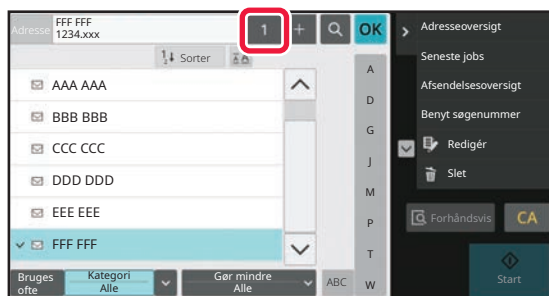 Adresse
FFF FFF
1234.xxx
1
+
OK
Sorter
AAA AAA
BBB BBB
CCC CCC
DDD DDD
EEE EEE
FFF FFF
A
D
G
J
M
P
T
W
Bruges
ofte
Kategori
Alle
Gør mindre
Alle
ABC
Adresseoversigt
Seneste jobs
Afsendelsesoversigt
Benyt søgenummer
Redigér
Slet
Forhåndsvis
CA
Start